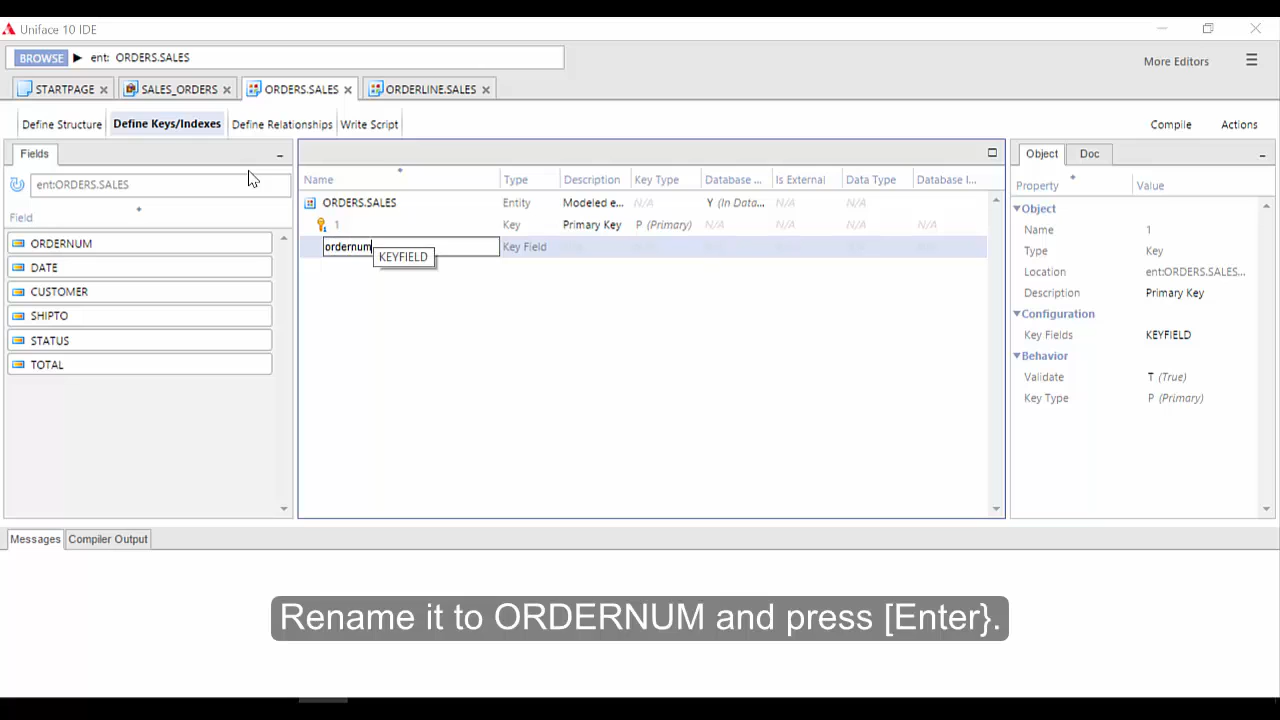 Uniface 10 IDE
BROWSE ent: ORDERS.SALES
More Editors
STARTPAGE SALES_ORDERS ORDERS.SALES ORDERLINE.SALES
Define Structure Define Keys/Indexes Define Relationships Write Script Compile Actions
Fields Object Doc
ent:ORDERS.SALES
Name Type Description Key Type Database ... Is External Data Type Database I...
Property Value
Field
ORDERS.SALES Entity Modeled e... N/A Y (In Data... N/A N/A
1 Key Primary Key P (Primary) N/A N/A N/A N/A
ordernum Key Field
KEYFIELD
ORDERNUM
DATE
CUSTOMER
SHIPTO
STATUS
TOTAL
Object
Name 1
Type Key
Location ent:ORDERS.SALES...
Description Primary Key
Configuration
Key Fields KEYFIELD
Behavior
Validate T (True)
Key Type P (Primary)
Messages Compiler Output
Rename it to ORDERNUM and press [Enter}.